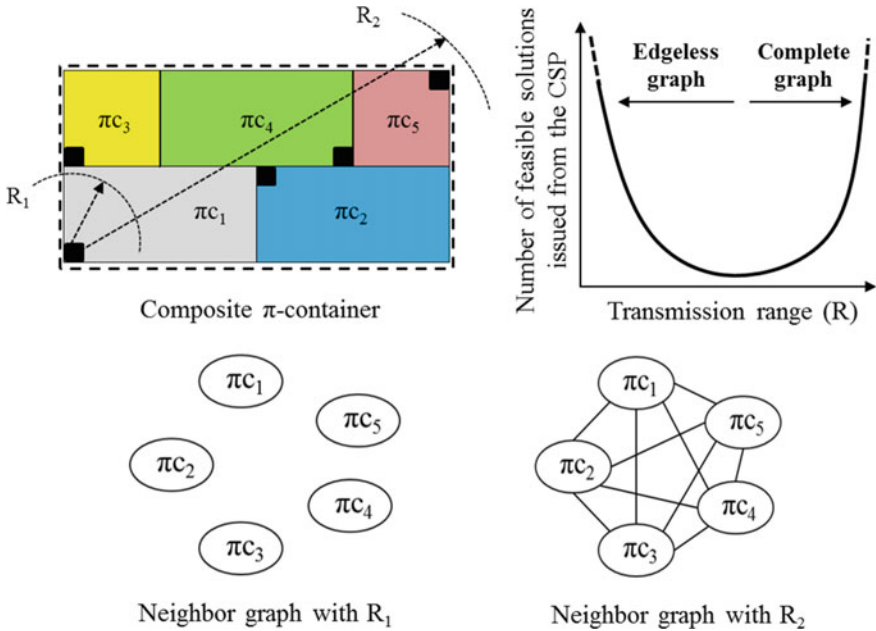 R₂
R₁
πc₃
πc₄
πc₅
πc₁
πc₂
Composite π-container
Number of feasible solutions
issued from the CSP
Edgeless
graph
Complete
graph
Transmission range (R)
πc₁
πc₅
πc₂
πc₄
πc₃
Neighbor graph with R₁
πc₁
πc₅
πc₂
πc₄
πc₃
Neighbor graph with R₂